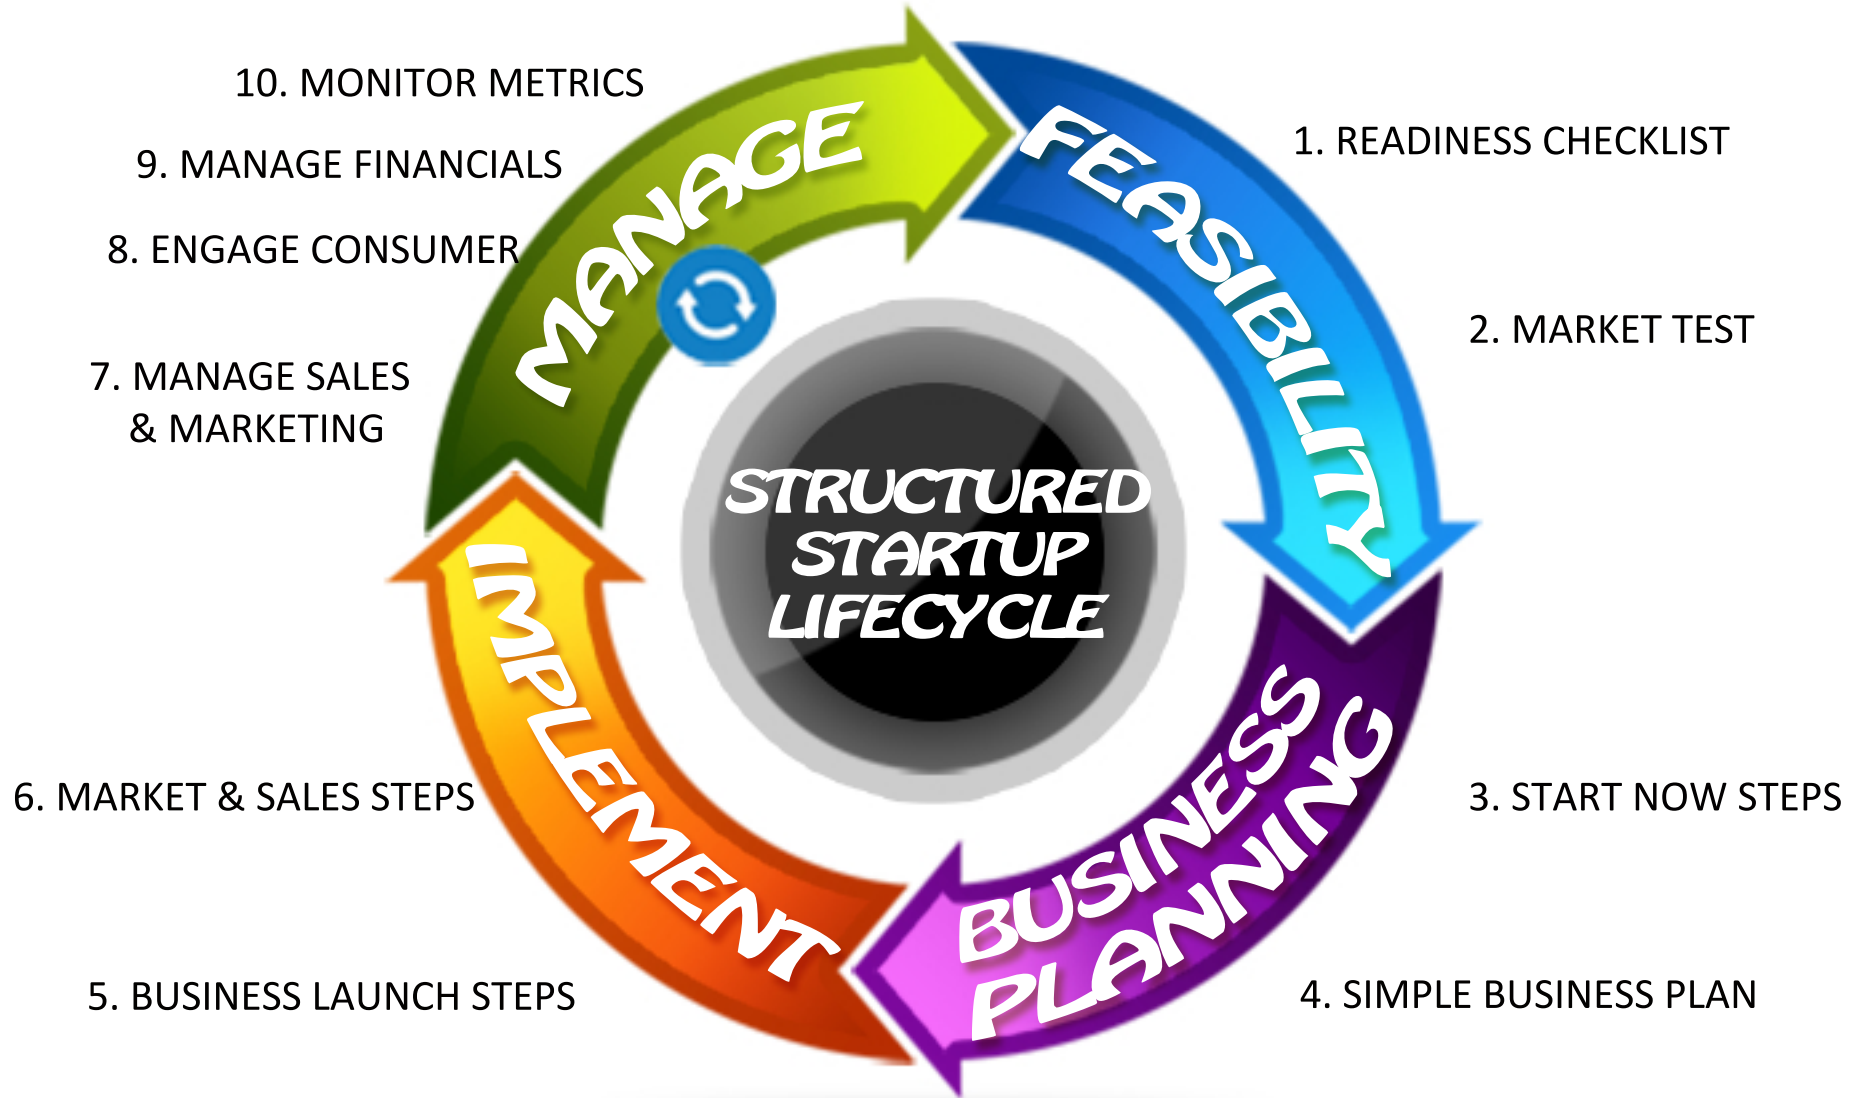 STRUCTURED
STARTUP
LIFECYCLE
FEASIBILITY
1. READINESS CHECKLIST
2. MARKET TEST
BUSINESS
PLANNING
3. START NOW STEPS
4. SIMPLE BUSINESS PLAN
IMPLEMENT
5. BUSINESS LAUNCH STEPS
6. MARKET & SALES STEPS
MANAGE
7. MANAGE SALES
& MARKETING
8. ENGAGE CONSUMER
9. MANAGE FINANCIALS
10. MONITOR METRICS